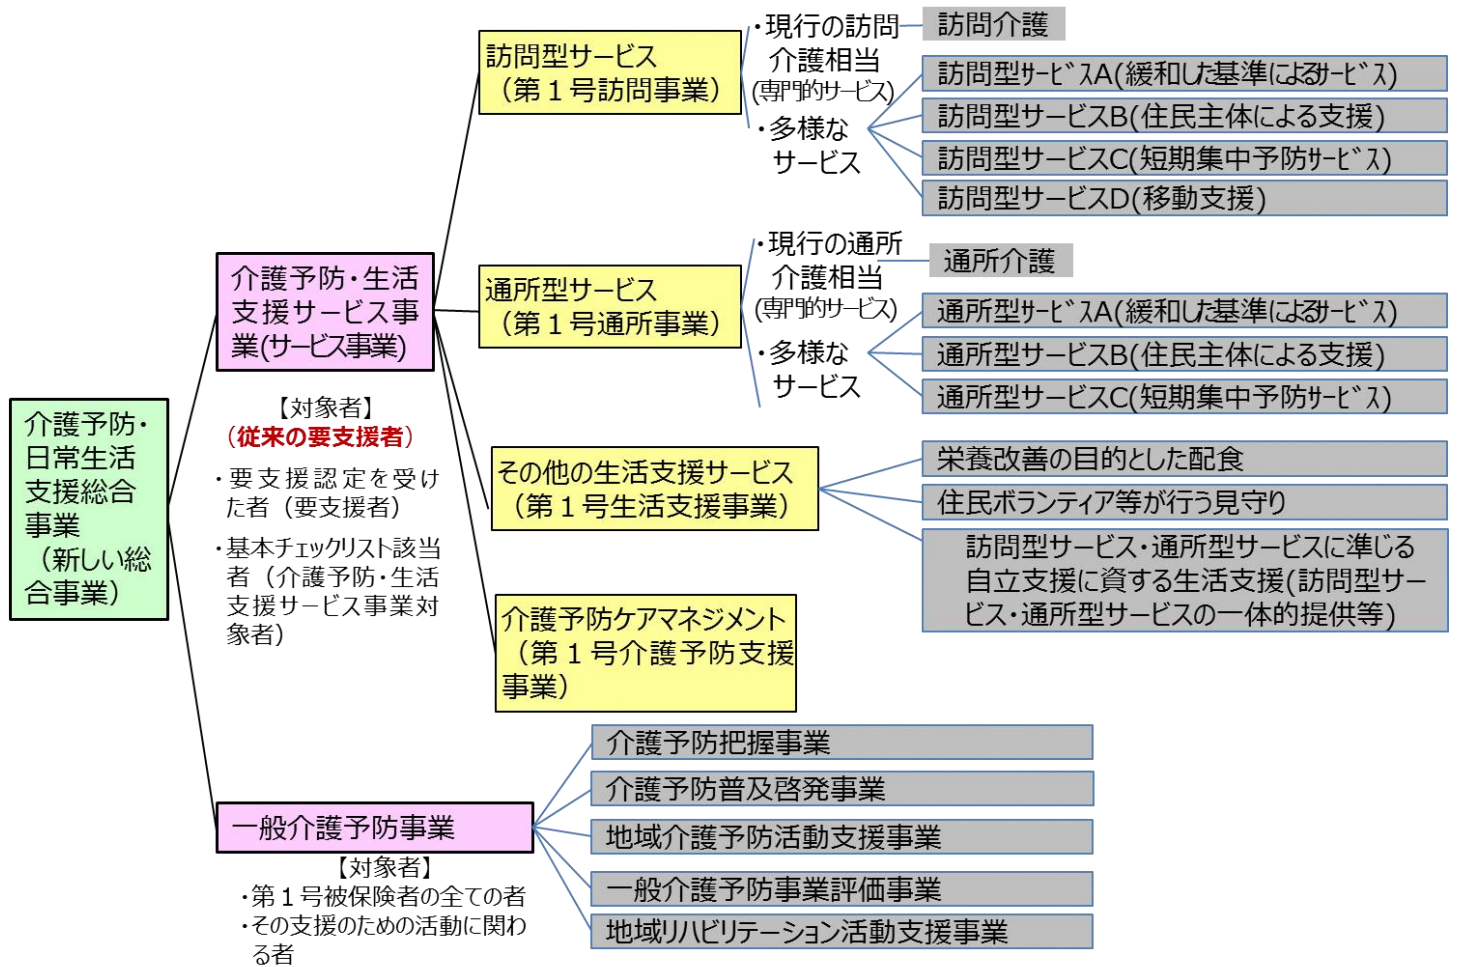 介護予防・
日常生活
支援総合
事業
（新しい総
合事業）
介護予防・生活
支援サービス事
業(サービス事業)
【対象者】
（従来の要支援者）
・要支援認定を受け
た者（要支援者）
・基本チェックリスト該当
者（介護予防・生活
支援サービス事業対
象者）
訪問型サービス
（第１号訪問事業）
・現行の訪問
介護相当
(専門的サービス)
・多様な
サービス
訪問介護
訪問型ｻｰﾋﾞｽA(緩和した基準によるｻｰﾋﾞｽ)
訪問型サービスB(住民主体による支援)
訪問型サービスC(短期集中予防ｻｰﾋﾞｽ)
訪問型サービスD(移動支援)
通所型サービス
（第１号通所事業）
・現行の通所
介護相当
(専門的サービス)
・多様な
サービス
通所介護
通所型ｻｰﾋﾞｽA(緩和した基準によるｻｰﾋﾞｽ)
通所型サービスB(住民主体による支援)
通所型サービスC(短期集中予防ｻｰﾋﾞｽ)
その他の生活支援サービス
（第１号生活支援事業）
栄養改善の目的とした配食
住民ボランティア等が行う見守り
訪問型サービス・通所型サービスに準じる
自立支援に資する生活支援(訪問型サー
ビス・通所型サービスの一体的提供等)
介護予防ケアマネジメント
（第１号介護予防支援
事業）
一般介護予防事業
【対象者】
・第１号被保険者の全ての者
・その支援のための活動に関わ
る者
介護予防把握事業
介護予防普及啓発事業
地域介護予防活動支援事業
一般介護予防事業評価事業
地域リハビリテーション活動支援事業